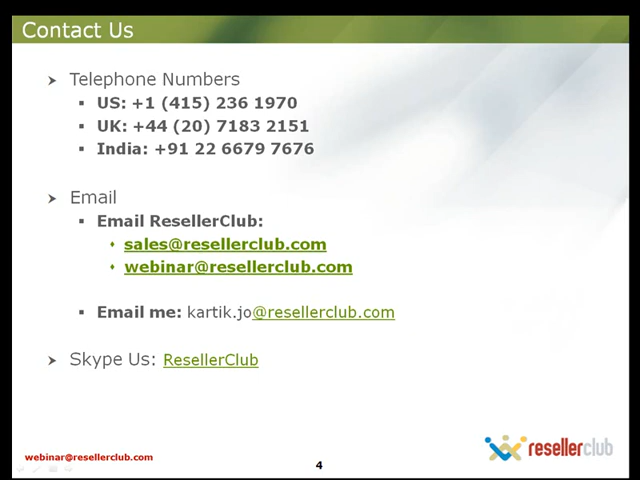 Contact Us
Telephone Numbers
US: +1 (415) 236 1970
UK: +44 (20) 7183 2151
India: +91 22 6679 7676
Email
Email ResellerClub:
sales@resellerclub.com
webinar@resellerclub.com
Email me: kartik.jo@resellerclub.com
Skype Us: ResellerClub
webinar@resellerclub.com
4
resellerclub